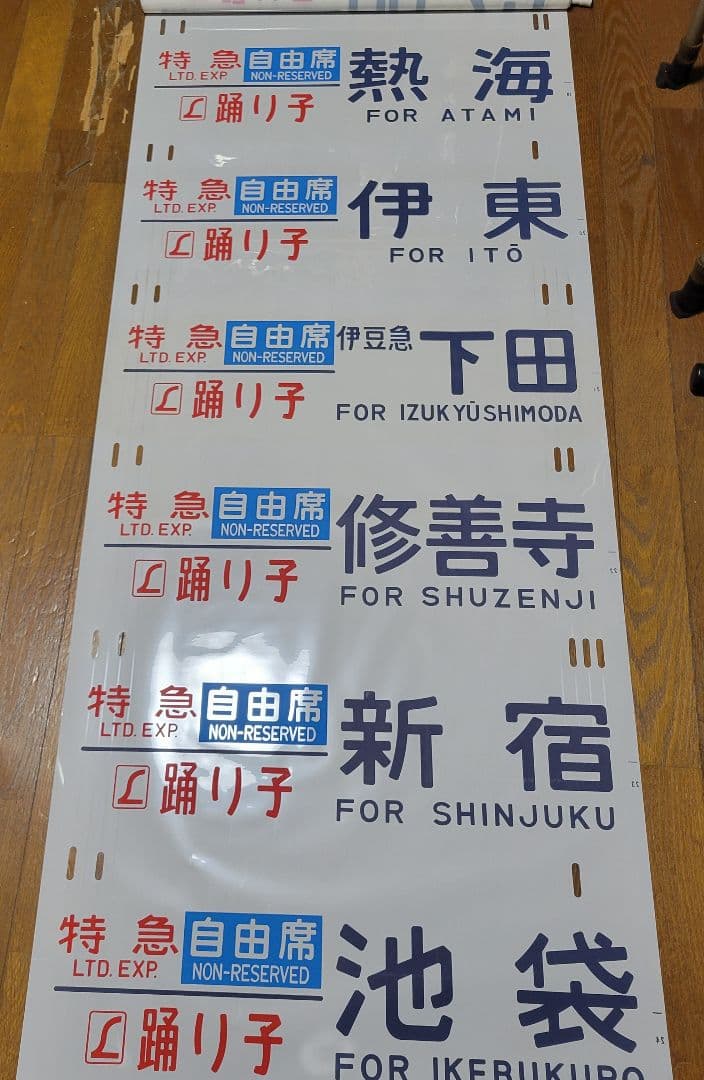 特急 自由席 熱海
LTD. EXP. NON-RESERVED
踊り子 FOR ATAMI
特急 自由席 伊東
LTD. EXP. NON-RESERVED
踊り子 FOR ITŌ
特急 自由席 伊豆急下田
LTD. EXP. NON-RESERVED
踊り子 FOR IZUKYŪSHIMODA
特急 自由席 修善寺
LTD. EXP. NON-RESERVED
踊り子 FOR SHUZENJI
特急 自由席 新宿
LTD. EXP. NON-RESERVED
踊り子 FOR SHINJUKU
23
特急 自由席 池袋
LTD. EXP. NON-RESERVED
24
踊り子 FOR IKEBUKURO